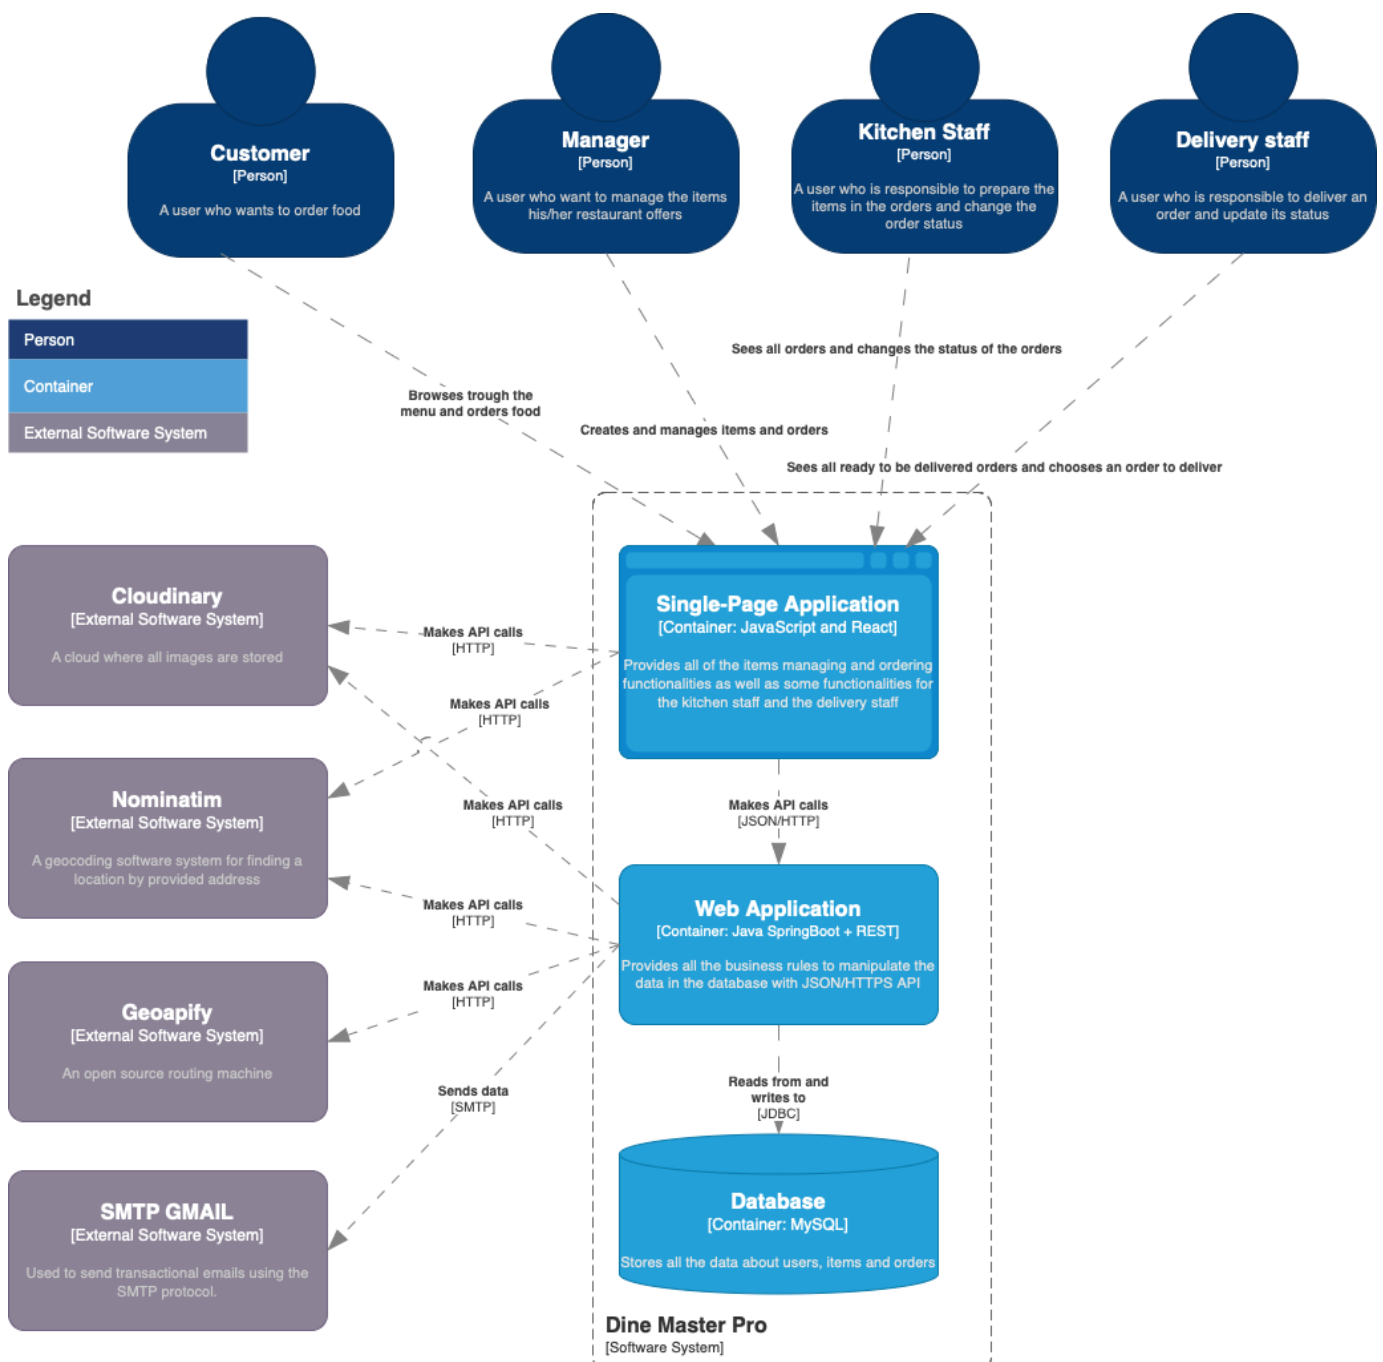 Customer
[Person]
A user who wants to order food
Manager
[Person]
A user who want to manage the items
his/her restaurant offers
Kitchen Staff
[Person]
A user who is responsible to prepare the
items in the orders and change the
order status
Delivery staff
[Person]
A user who is responsible to deliver an
order and update its status
Legend
Person
Container
External Software System
Sees all orders and changes the status of the orders
Browses trough the
menu and orders food
Creates and manages items and orders
Sees all ready to be delivered orders and chooses an order to deliver
Cloudinary
[External Software System]
A cloud where all images are stored
Makes API calls
[HTTP]
Single-Page Application
[Container: JavaScript and React]
Provides all of the items managing and ordering
functionalities as well as some functionalities for
the kitchen staff and the delivery staff
Makes API calls
[HTTP]
Nominatim
[External Software System]
A geocoding software system for finding a
location by provided address
Makes API calls
[HTTP]
Makes API calls
[JSON/HTTP]
Makes API calls
[HTTP]
Web Application
[Container: Java SpringBoot + REST]
Provides all the business rules to manipulate the
data in the database with JSON/HTTPS API
Geoapify
[External Software System]
An open source routing machine
Makes API calls
[HTTP]
Sends data
[SMTP]
Reads from and
writes to
[JDBC]
SMTP GMAIL
[External Software System]
Used to send transactional emails using the
SMTP protocol.
Database
[Container: MySQL]
Stores all the data about users, items and orders
Dine Master Pro
[Software System]